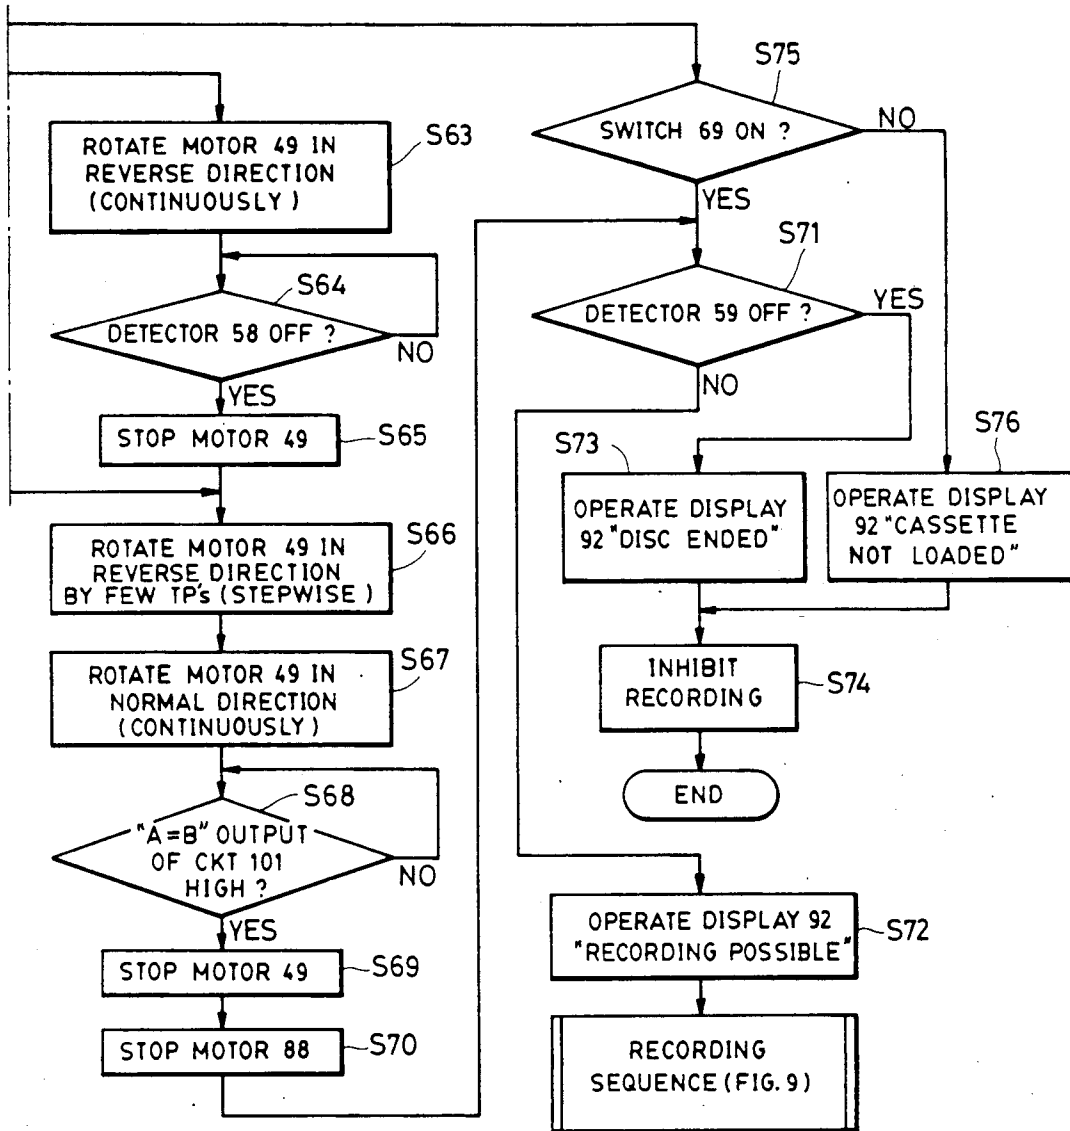 ROTATE MOTOR 49 IN
REVERSE DIRECTION
(CONTINUOUSLY)
S63
DETECTOR 58 OFF ?
S64
NO
YES
STOP MOTOR 49
S65
ROTATE MOTOR 49 IN
REVERSE DIRECTION
BY FEW TP's (STEPWISE)
S66
ROTATE MOTOR 49 IN
NORMAL DIRECTION
(CONTINUOUSLY)
S67
S68
"A=B" OUTPUT
OF CKT 101
HIGH ?
NO
YES
STOP MOTOR 49
S69
STOP MOTOR 88
S70
S75
SWITCH 69 ON ?
NO
YES
S71
DETECTOR 59 OFF ?
YES
NO
S73
OPERATE DISPLAY
92 "DISC ENDED"
S76
OPERATE DISPLAY
92 "CASSETTE
NOT LOADED"
INHIBIT
RECORDING
S74
END
OPERATE DISPLAY 92
"RECORDING POSSIBLE"
S72
RECORDING
SEQUENCE (FIG. 9)